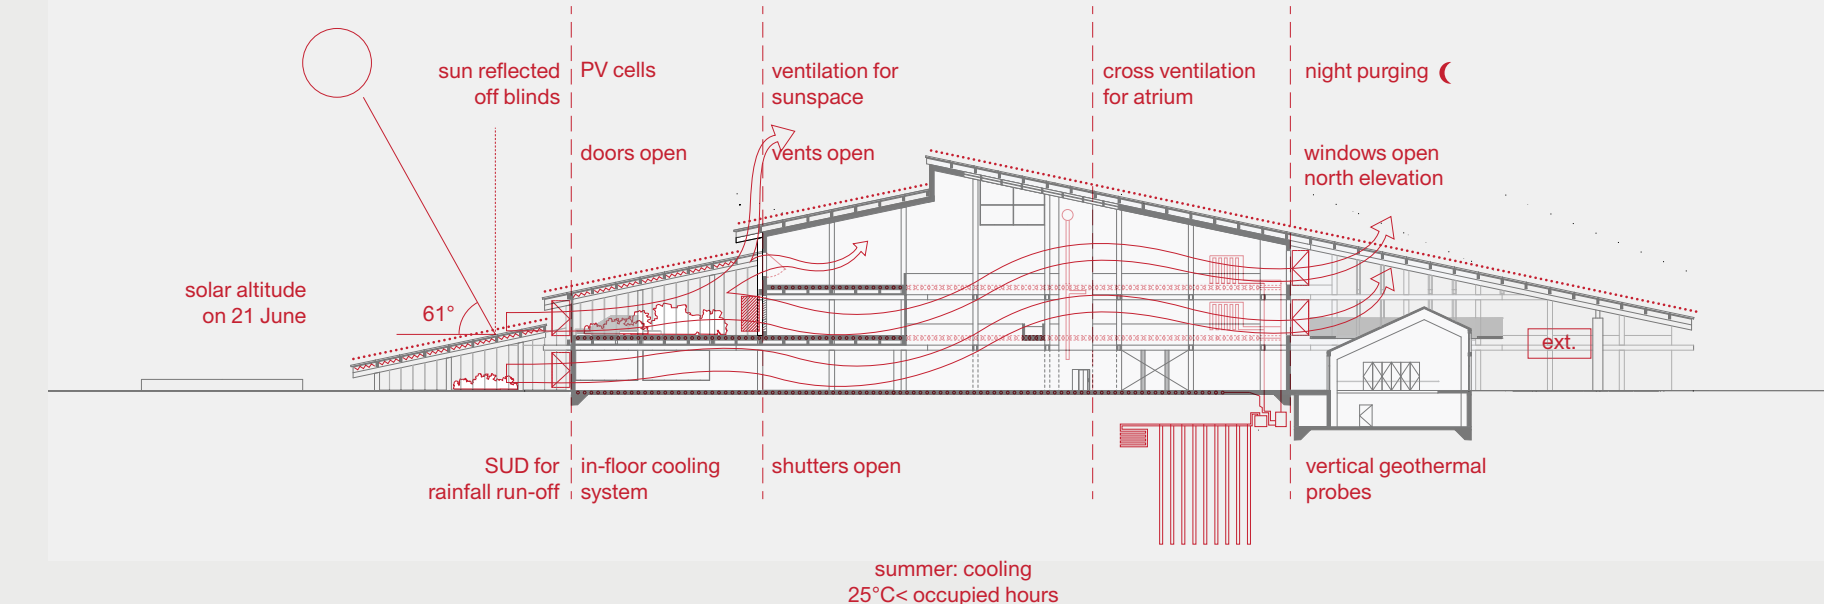 sun reflected
off blinds
PV cells
ventilation for
sunspace
cross ventilation
for atrium
night purging
doors open
vents open
windows open
north elevation
solar altitude
on 21 June
61°
ext.
SUD for
rainfall run-off
in-floor cooling
system
shutters open
vertical geothermal
probes
summer: cooling
25°C< occupied hours